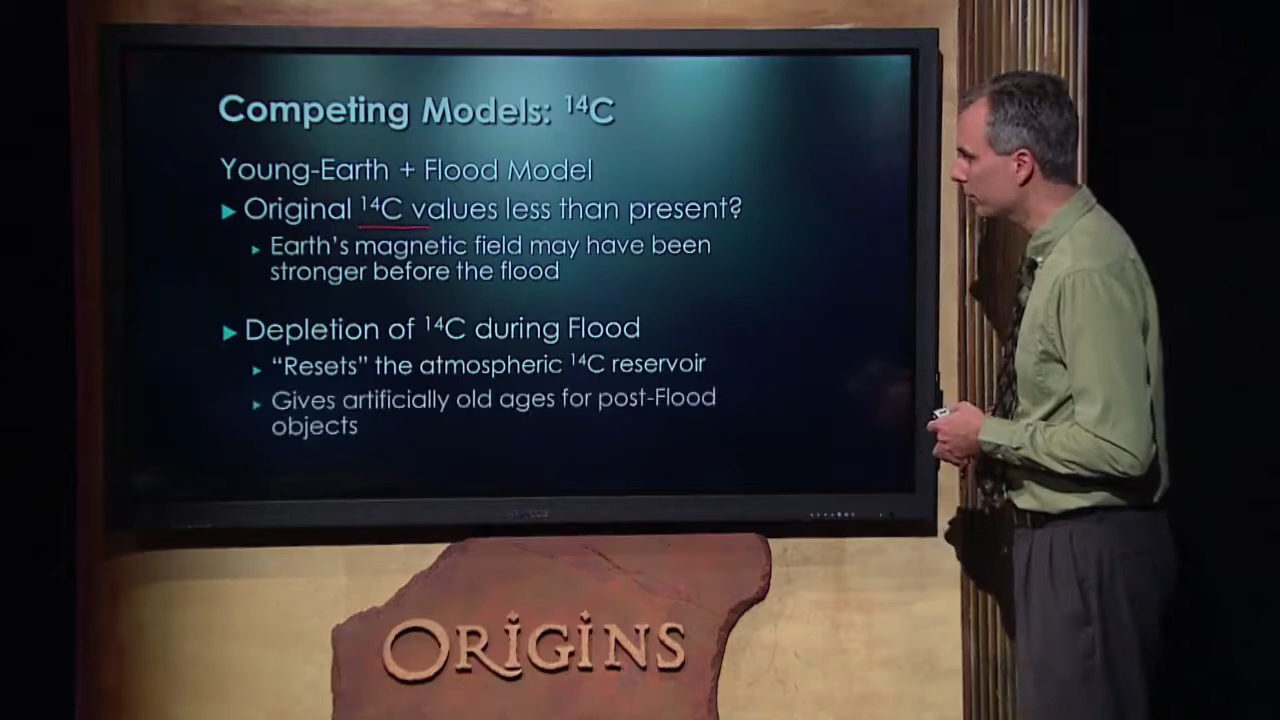 Competing Models: ¹⁴C
Young-Earth + Flood Model
▸ Original ¹⁴C values less than present?
▸ Earth's magnetic field may have been
stronger before the flood
▸ Depletion of ¹⁴C during Flood
▸ “Resets” the atmospheric ¹⁴C reservoir
▸ Gives artificially old ages for post-Flood
objects
ORiGiNS